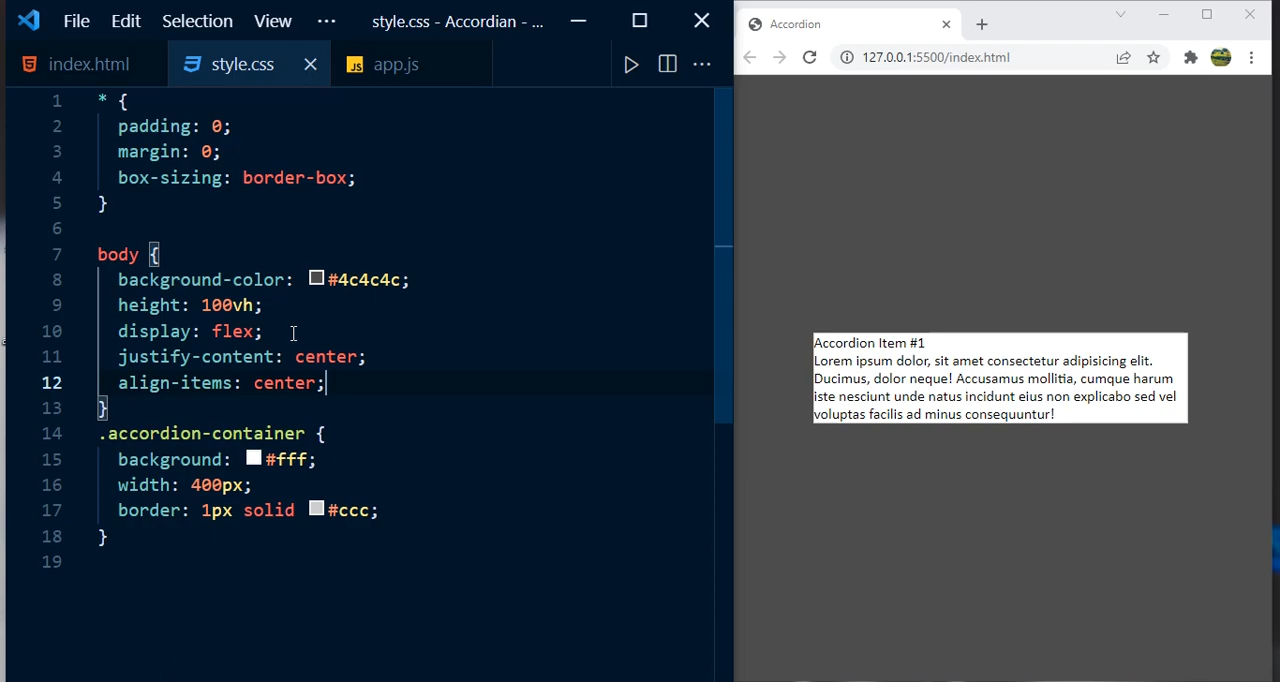 File Edit Selection View ··· style.css - Accordian - ...
index.html style.css JS app.js ···
1 * {
2 padding: 0;
3 margin: 0;
4 box-sizing: border-box;
5 }
6
7 body {
8 background-color: #4c4c4c;
9 height: 100vh;
10 display: flex;
11 justify-content: center;
12 align-items: center;
13 }
14 .accordion-container {
15 background: #fff;
16 width: 400px;
17 border: 1px solid #ccc;
18 }
19
Accordion
127.0.0.1:5500/index.html
Accordion Item #1
Lorem ipsum dolor, sit amet consectetur adipisicing elit.
Ducimus, dolor neque! Accusamus mollitia, cumque harum
iste nesciunt unde natus incidunt eius non explicabo sed vel
voluptas facilis ad minus consequuntur!